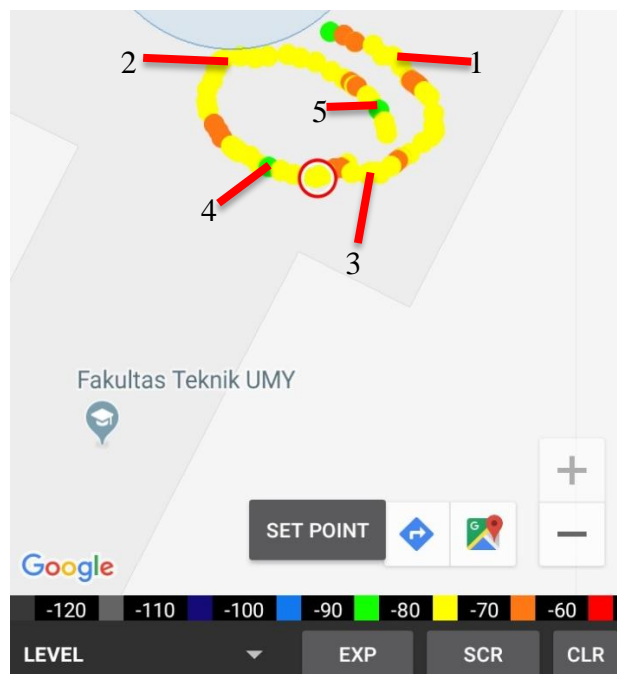 2
1
5
4
3
Fakultas Teknik UMY
SET POINT
G
Google
-120 -110 -100 -90 -80 -70 -60
LEVEL EXP SCR CLR